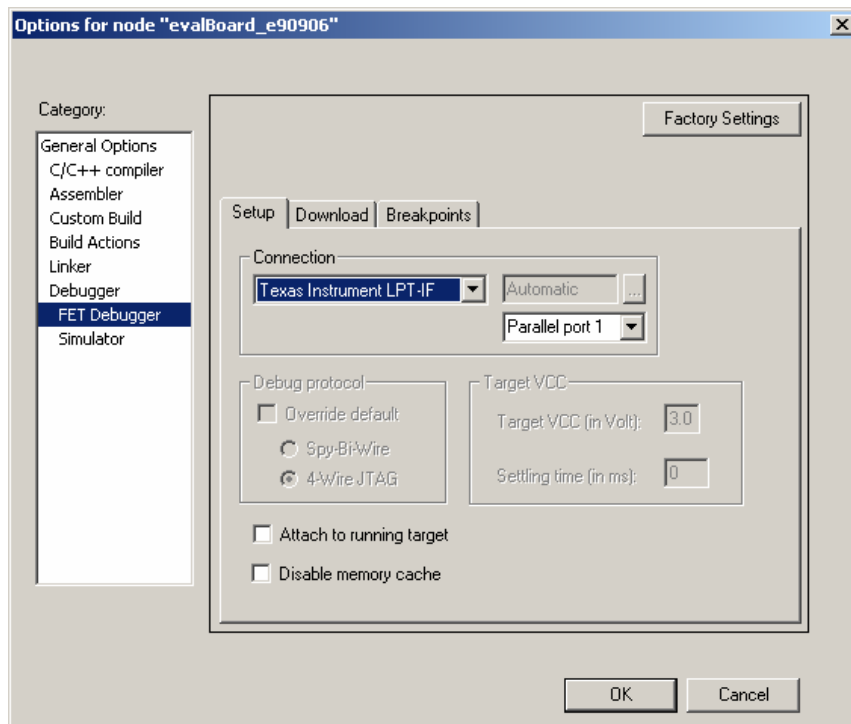 Options for node "evalBoard_e90906"
Category:
Factory Settings
General Options
C/C++ compiler
Assembler
Custom Build
Build Actions
Linker
Debugger
FET Debugger
Simulator
Setup Download Breakpoints
Connection
Texas Instrument LPT-IF Automatic ...
Parallel port 1
Debug protocol
Override default
Spy-Bi-Wire
4-Wire JTAG
Target VCC
Target VCC (in Volt): 3.0
Settling time (in ms): 0
Attach to running target
Disable memory cache
OK Cancel